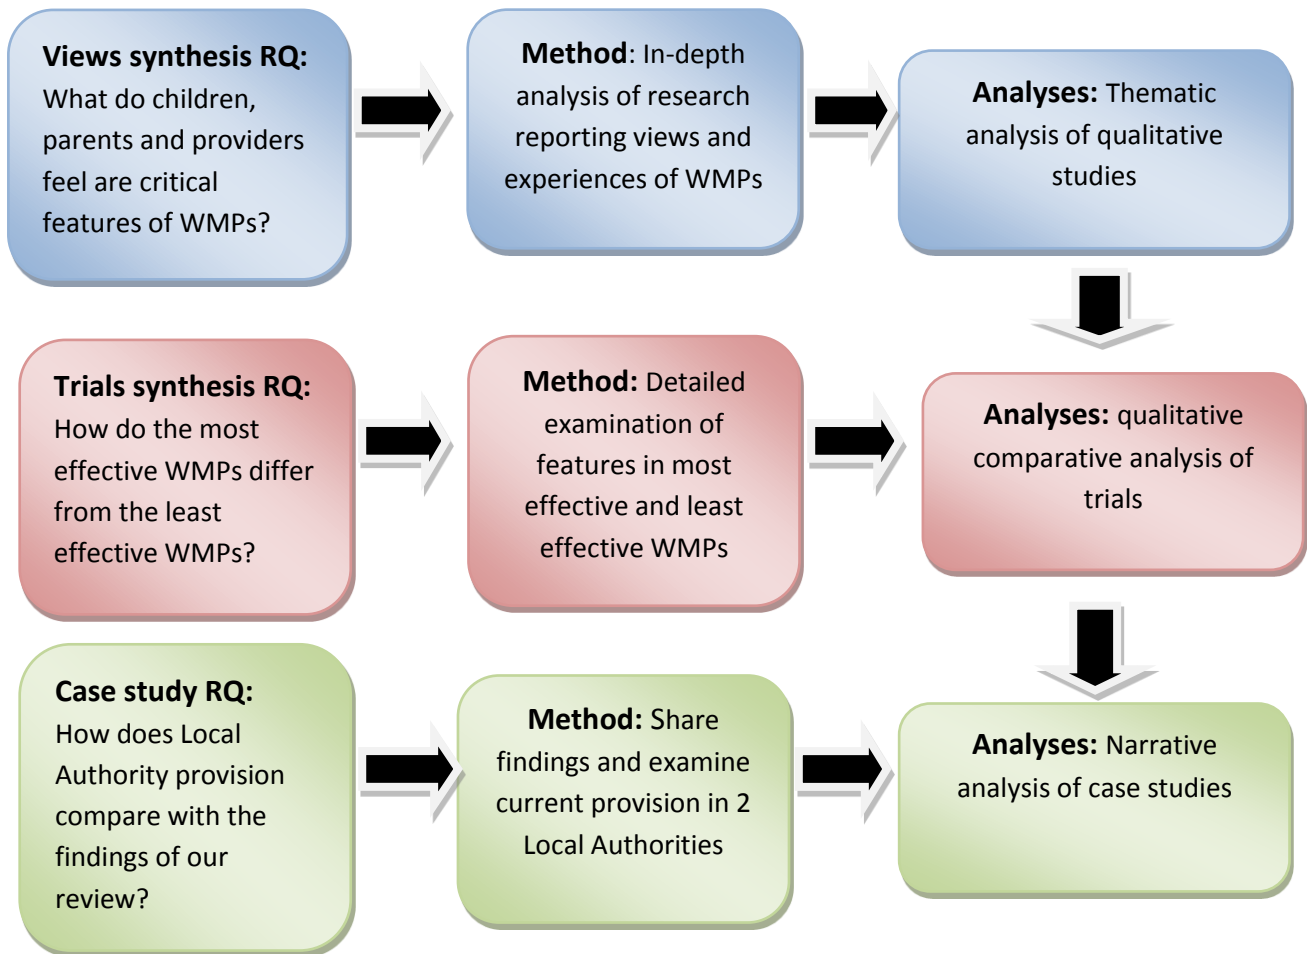 Views synthesis RQ:
What do children,
parents and providers
feel are critical
features of WMPs?
Method: In-depth
analysis of research
reporting views and
experiences of WMPs
Analyses: Thematic
analysis of qualitative
studies
Trials synthesis RQ:
How do the most
effective WMPs differ
from the least
effective WMPs?
Method: Detailed
examination of
features in most
effective and least
effective WMPs
Analyses: qualitative
comparative analysis of
trials
Case study RQ:
How does Local
Authority provision
compare with the
findings of our
review?
Method: Share
findings and examine
current provision in 2
Local Authorities
Analyses: Narrative
analysis of case studies